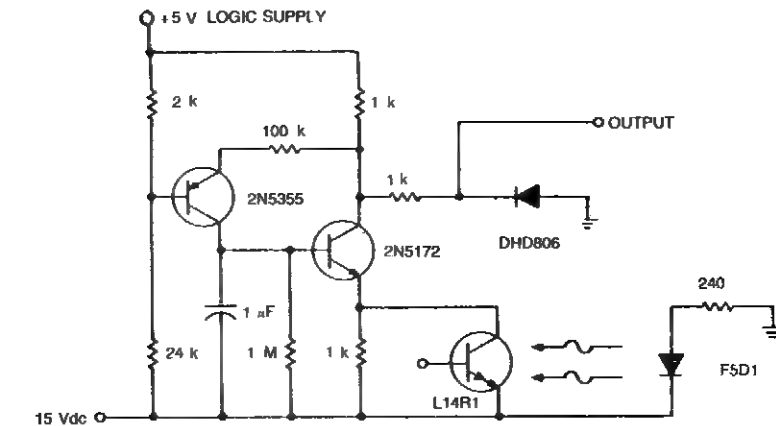 +5 V LOGIC SUPPLY
2 k
1 k
100 k
OUTPUT
1 k
2N5355
DHD806
2N5172
240
1 µF
24 k
1 M
1 k
F5D1
L14R1
15 Vdc